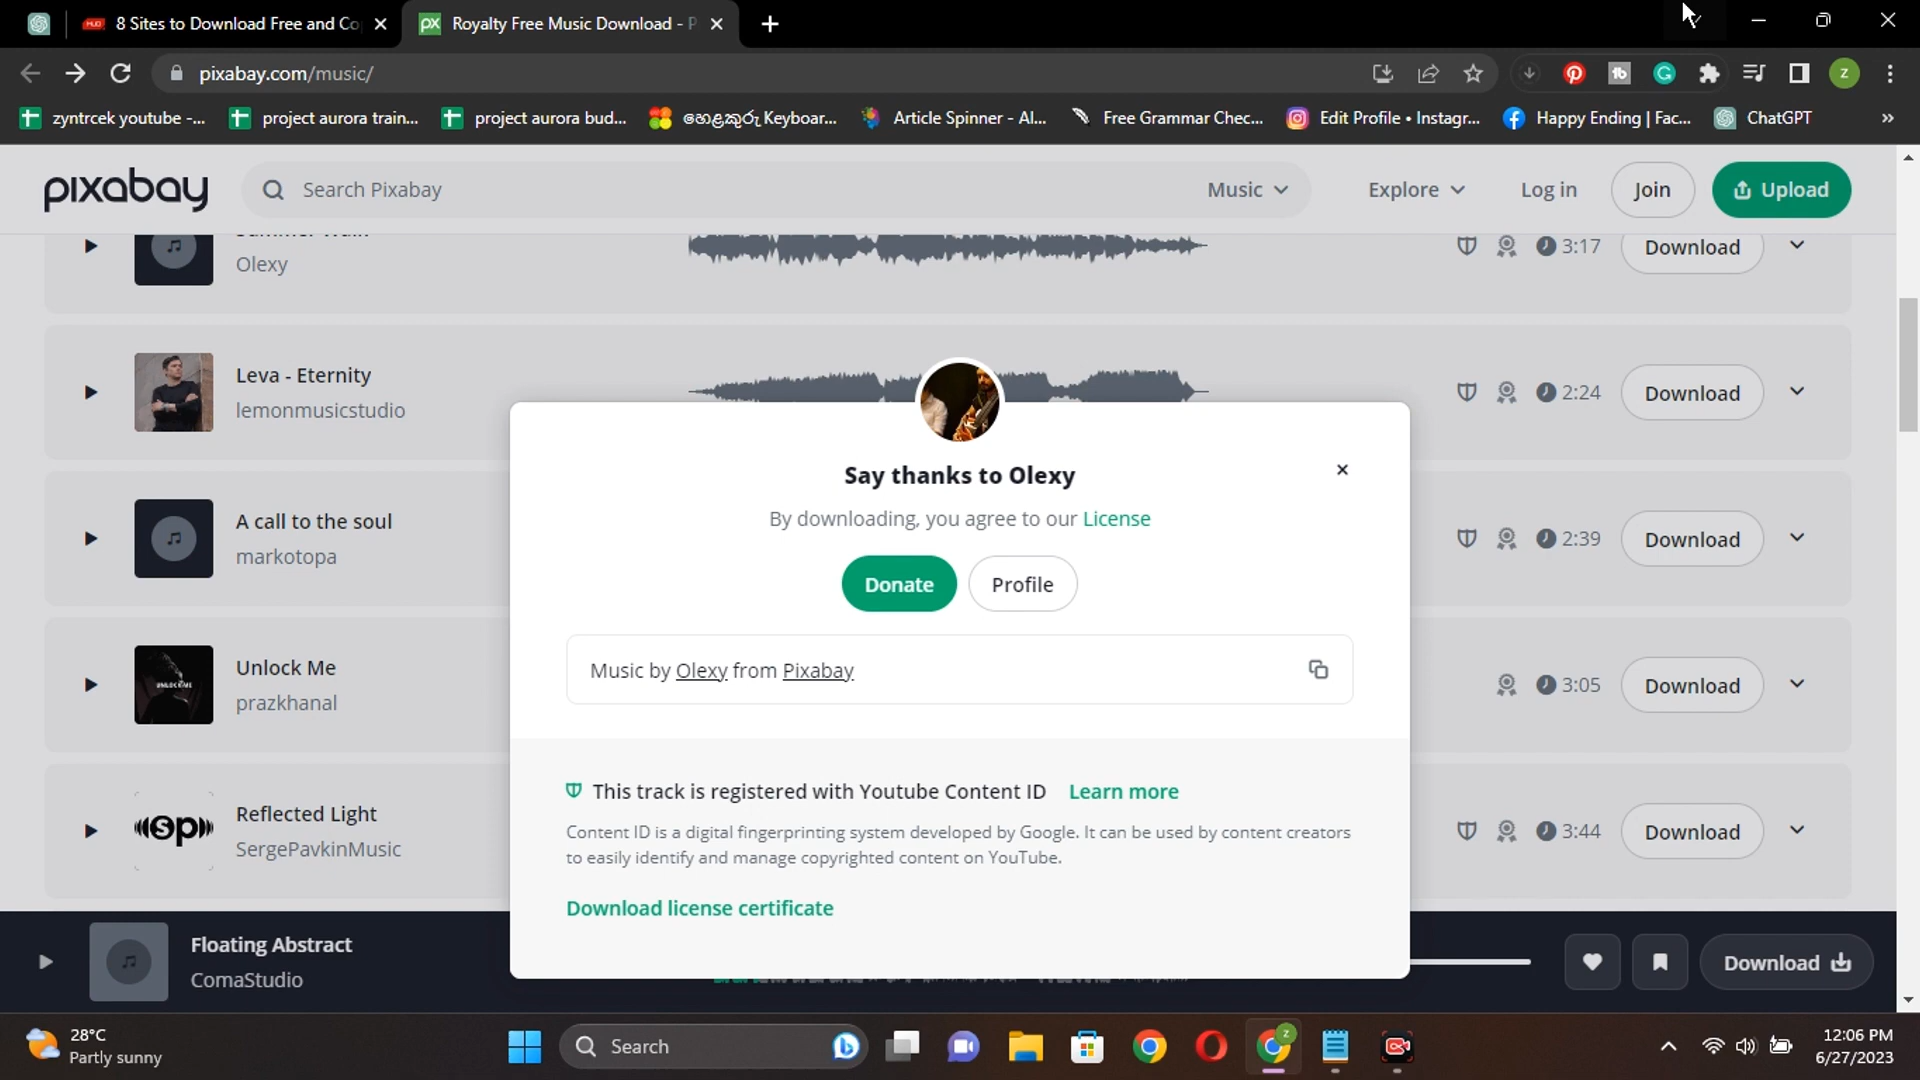 8 Sites to Download Free and Co
Royalty Free Music Download - P
pixabay.com/music/
zyntrcek youtube -...
project aurora train...
project aurora bud...
හෙළකුරු Keyboar...
Article Spinner - AI...
Free Grammar Chec...
Edit Profile • Instagr...
Happy Ending | Fac...
ChatGPT
»
pixabay
Search Pixabay
Music
Explore
Log in
Join
Upload
Olexy
3:17
Download
Leva - Eternity
lemonmusicstudio
2:24
Download
A call to the soul
markotopa
2:39
Download
Unlock Me
prazkhanal
3:05
Download
Reflected Light
SergePavkinMusic
3:44
Download
Say thanks to Olexy
By downloading, you agree to our License
Donate
Profile
Music by Olexy from Pixabay
This track is registered with Youtube Content ID Learn more
Content ID is a digital fingerprinting system developed by Google. It can be used by content creators
to easily identify and manage copyrighted content on YouTube.
Download license certificate
Floating Abstract
ComaStudio
Download
28°C
Partly sunny
Search
12:06 PM
6/27/2023